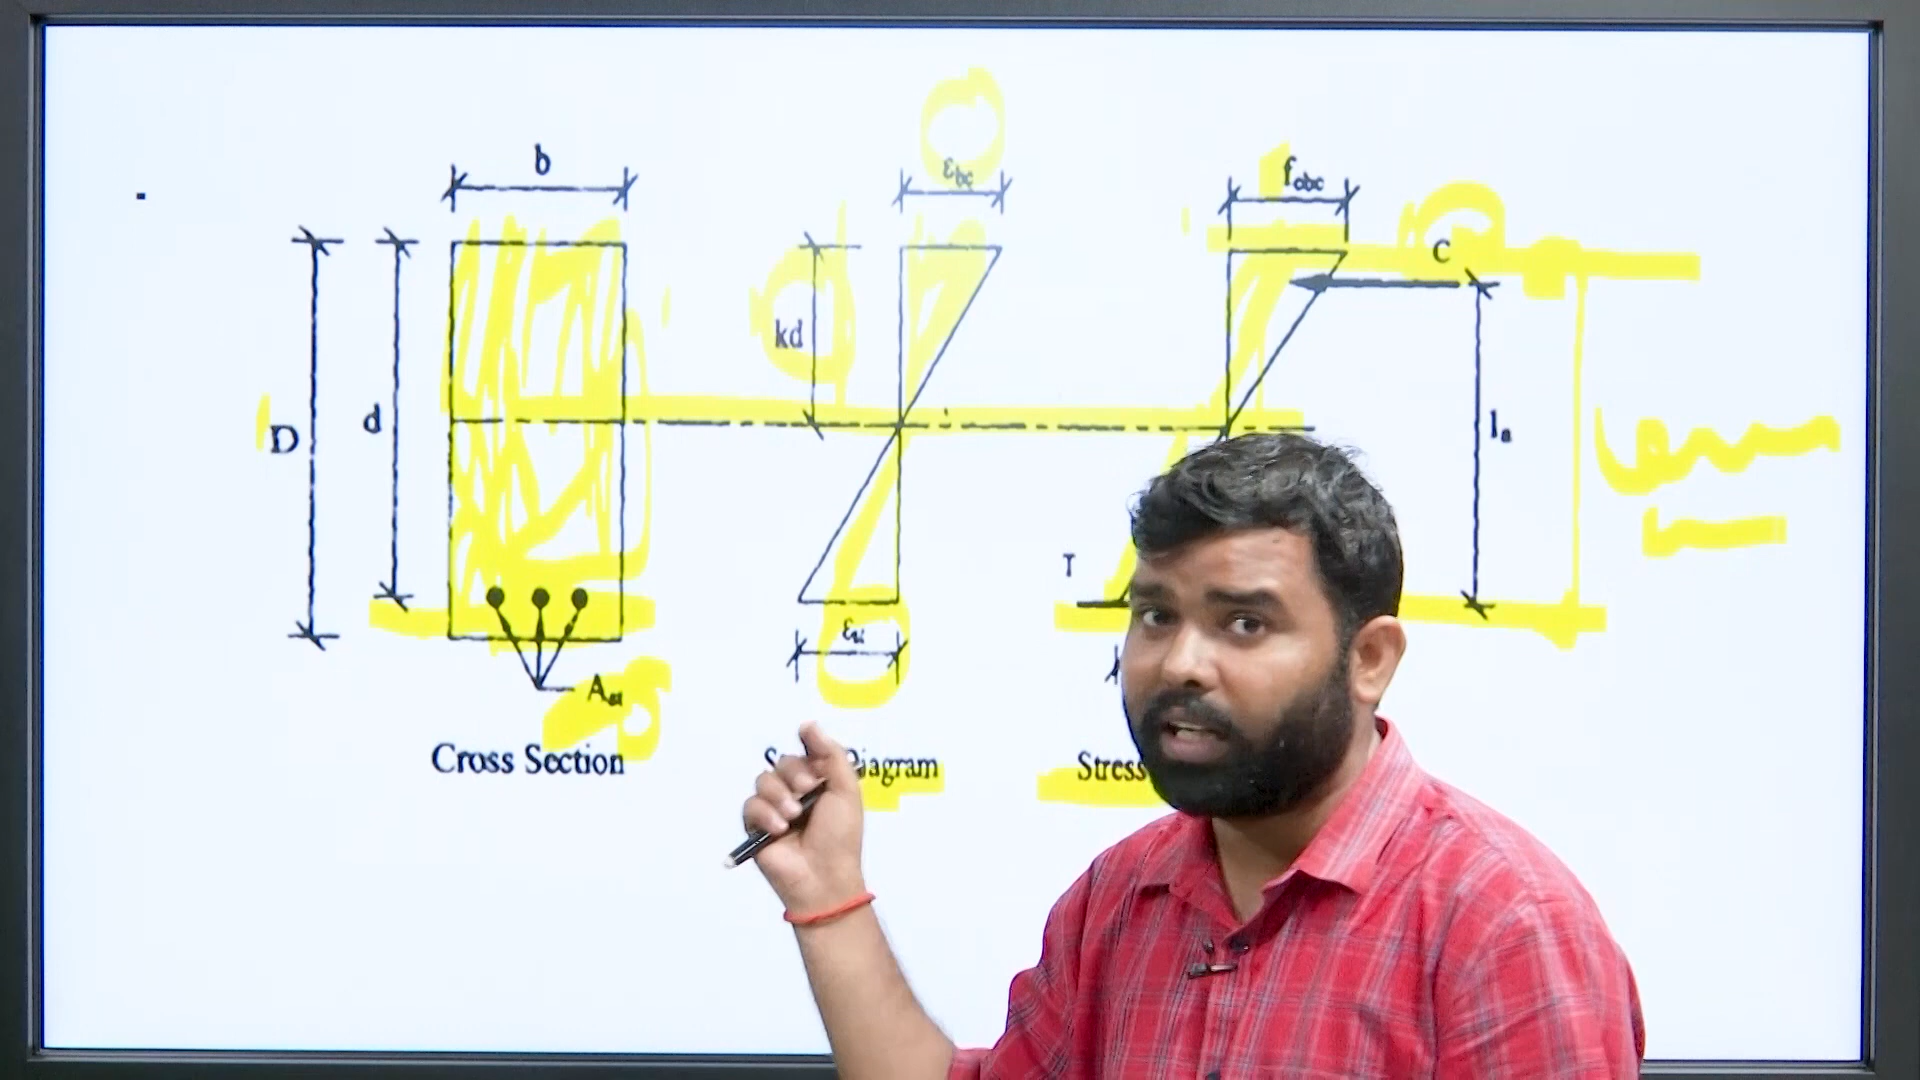 b
ε_bc
f_cbc
C
kd
D
d
l_a
T
ε_st
A_st
Cross Section
Diagram
Stress